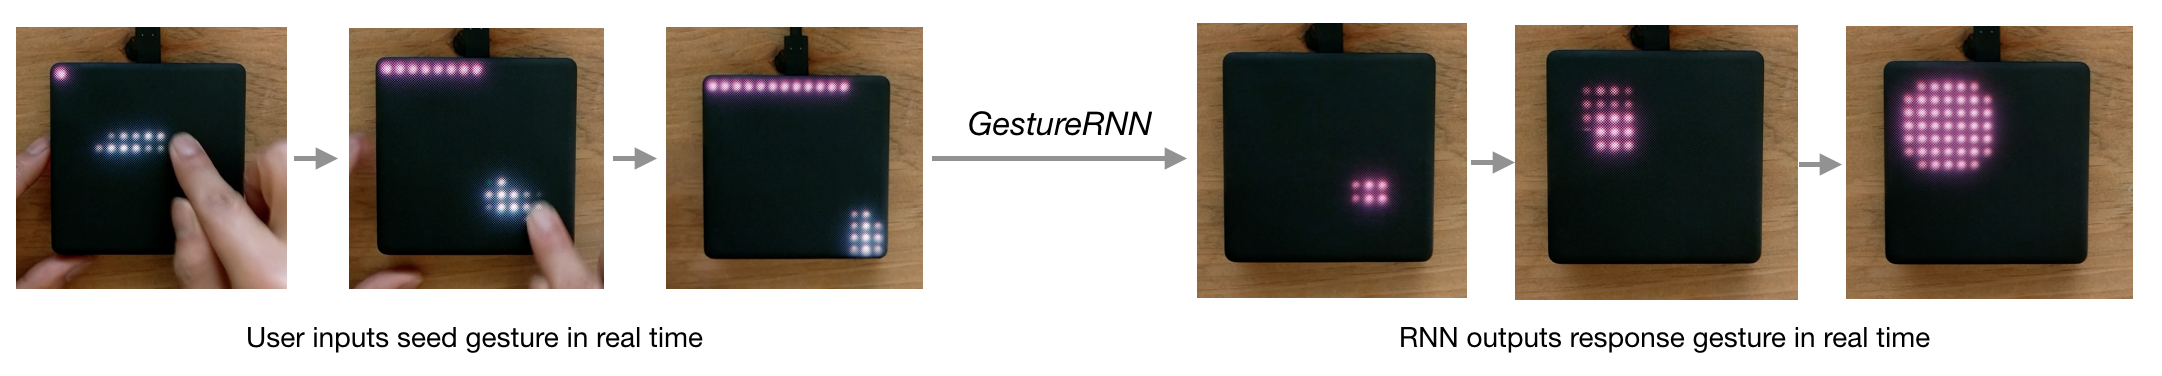 GestureRNN
User inputs seed gesture in real time
RNN outputs response gesture in real time